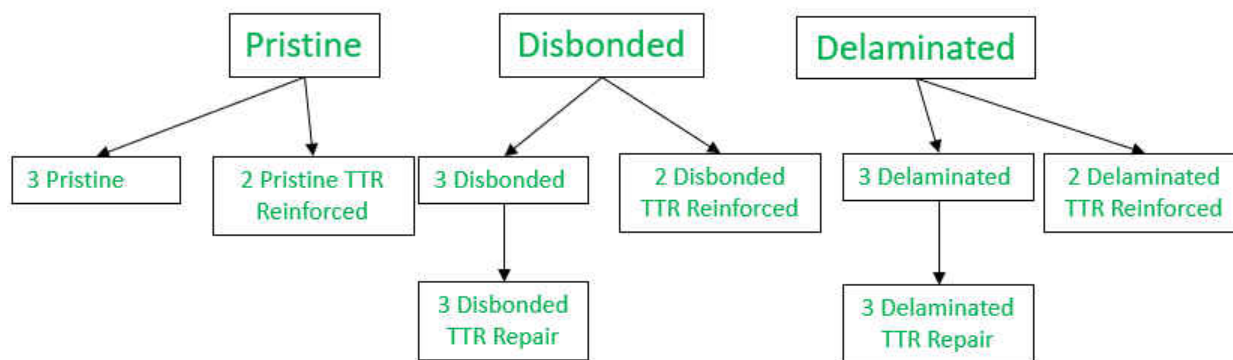 Pristine
Disbonded
Delaminated
3 Pristine
2 Pristine TTR
Reinforced
3 Disbonded
2 Disbonded
TTR Reinforced
3 Delaminated
2 Delaminated
TTR Reinforced
3 Disbonded
TTR Repair
3 Delaminated
TTR Repair